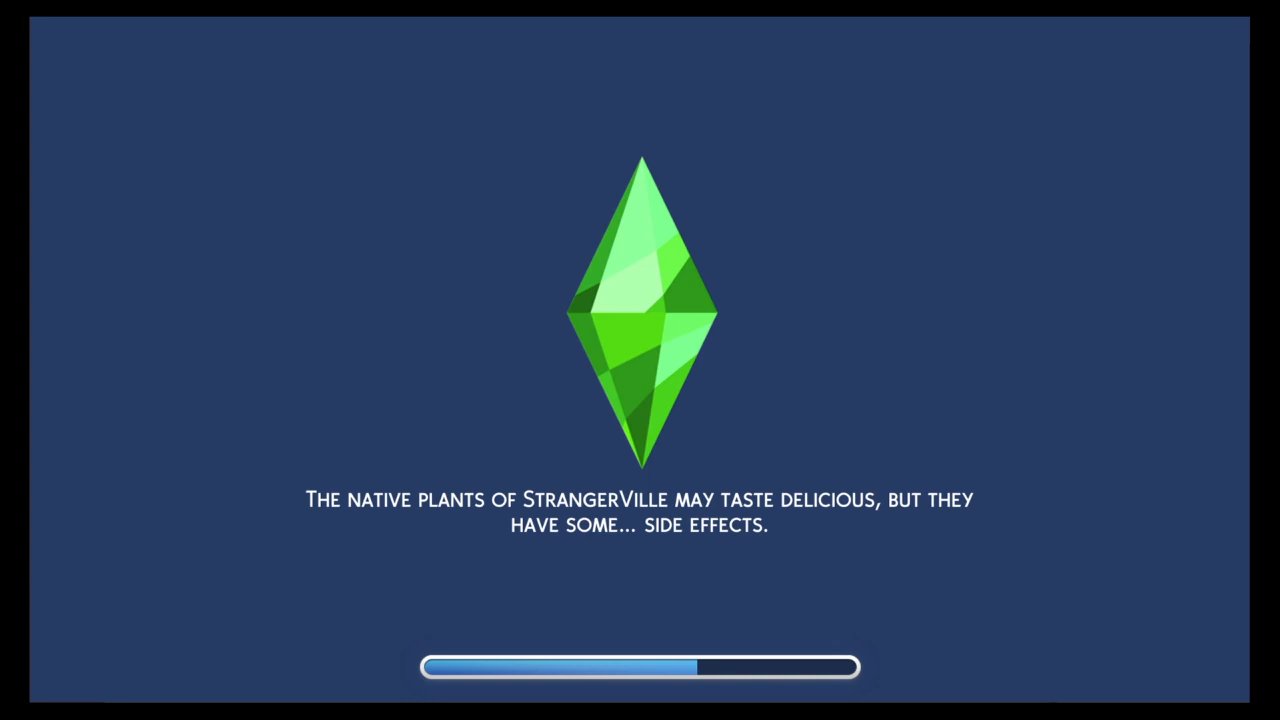 The native plants of StrangerVille may taste delicious, but they
have some... side effects.